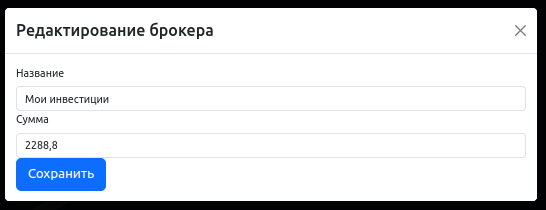 Редактирование брокера
Название
Мои инвестиции
Сумма
2288,8
Сохранить